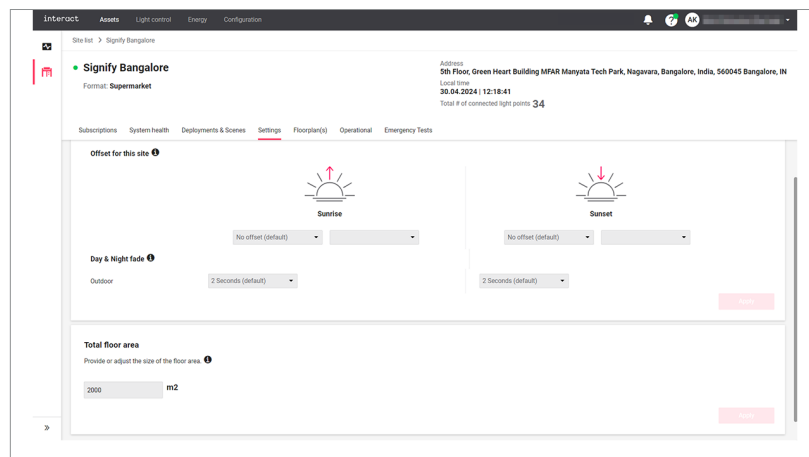 interact Assets Light control Energy Configuration ? AK
Site list > Signify Bangalore
Signify Bangalore
Format: Supermarket
Address
5th Floor, Green Heart Building MFAR Manyata Tech Park, Nagavara, Bangalore, India, 560045 Bangalore, IN
Local time
30.04.2024 | 12:18:41
Total # of connected light points 34
Subscriptions System health Deployments & Scenes Settings Floorplan(s) Operational Emergency Tests
Offset for this site
Sunrise Sunset
No offset (default) No offset (default)
Day & Night fade
Outdoor 2 Seconds (default) 2 Seconds (default)
Total floor area
Provide or adjust the size of the floor area.
2000 m2